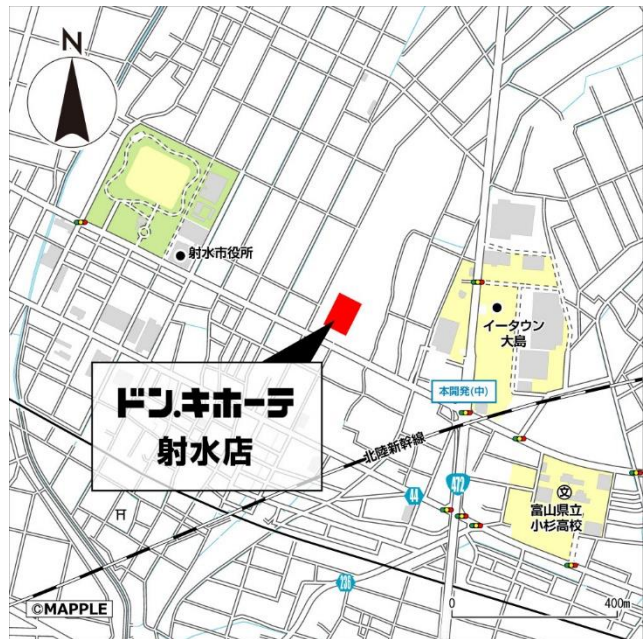 N
射水市役所
イータウン
大島
本開発(中)
ドン.キホーテ
射水店
北陸新幹線
44
472
富山県立
小杉高校
236
©MAPPLE
0 400m